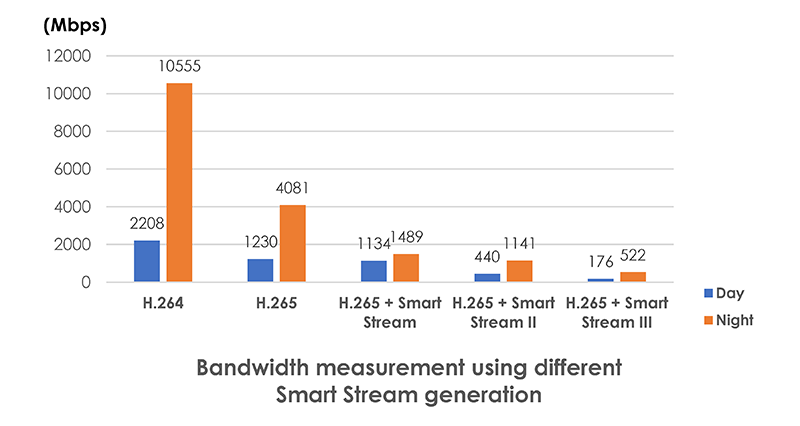 (Mbps)
12000
10000
8000
6000
4000
2000
0
2208
10555
1230
4081
1134
1489
440
1141
176
522
H.264
H.265
H.265 + Smart
Stream
H.265 + Smart
Stream II
H.265 + Smart
Stream III
Day
Night
Bandwidth measurement using different
Smart Stream generation